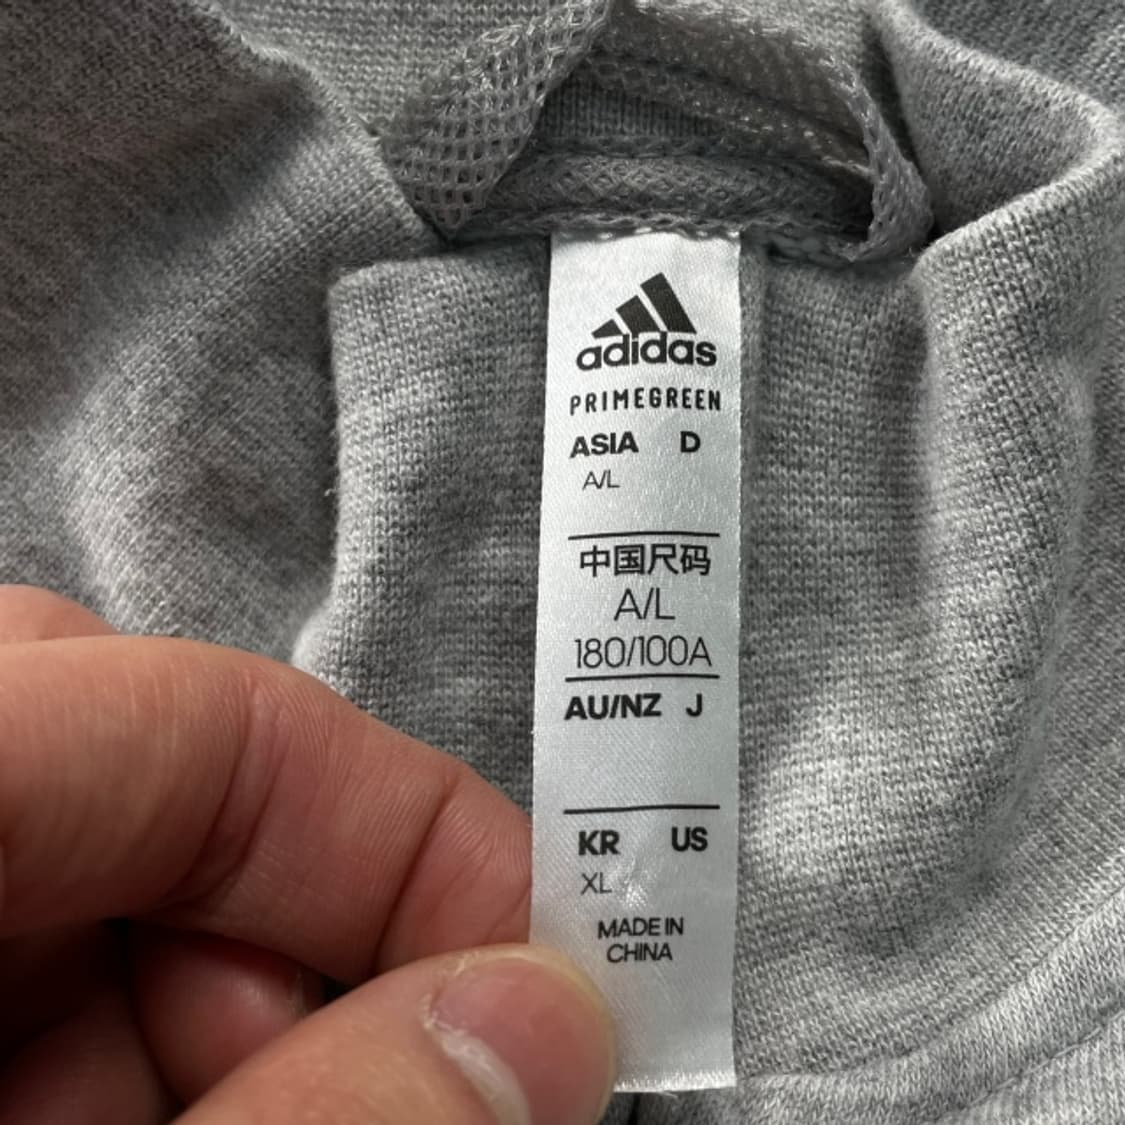 adidas
PRIMEGREEN
ASIA D
A/L
中国尺码
A/L
180/100A
AU/NZ J
KR US
XL
MADE IN
CHINA